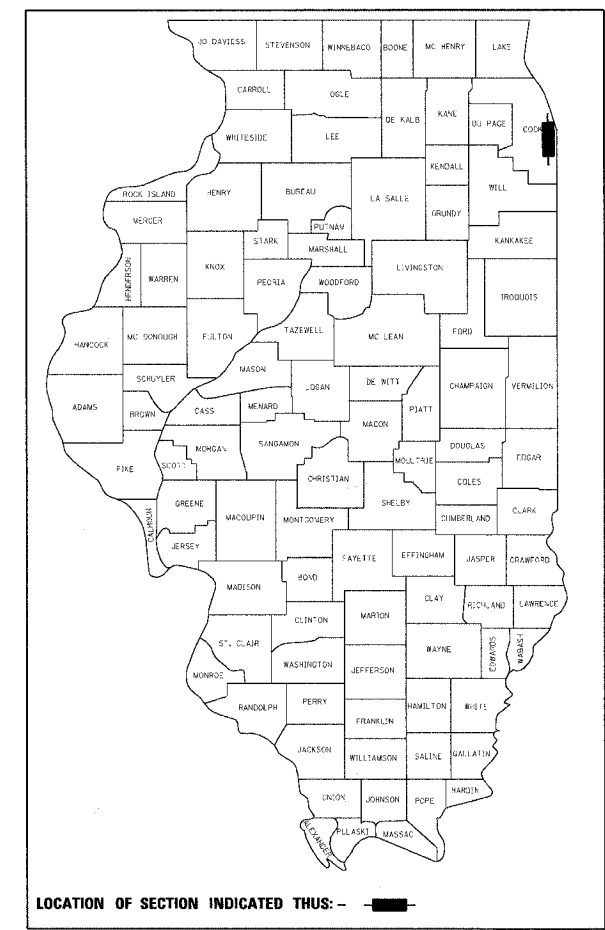 JO DAVIESS STEVENSON WINNEBAGO BOONE MC HENRY LAKE
CARROLL OGLE
DE KALB KANE DU PAGE COOK
WHITESIDE LEE
KENDALL
WILL
ROCK ISLAND HENRY BUREAU LA SALLE
MERCER GRUNDY
PUTNAM
STARK MARSHALL KANKAKEE
HENDERSON WARREN KNOX PEORIA WOODFORD LIVINGSTON
IROQUOIS
HANCOCK MC DONOUGH FULTON TAZEWELL MC LEAN FORD
MASON
SCHUYLER LOGAN DE WITT CHAMPAIGN VERMILION
ADAMS BROWN CASS MENARD MACON PIATT
MORGAN SANGAMON DOUGLAS
PIKE SCOTT CHRISTIAN MOULTRIE EDGAR
COLES
GREENE MACOUPIN MONTGOMERY SHELBY CLARK
CALHOUN CUMBERLAND
JERSEY FAYETTE EFFINGHAM JASPER CRAWFORD
MADISON BOND
CLAY RICHLAND LAWRENCE
CLINTON MARION
ST. CLAIR WAYNE EDWARDS WABASH
WASHINGTON JEFFERSON
MONROE
RANDOLPH PERRY HAMILTON WHITE
FRANKLIN
JACKSON WILLIAMSON SALINE GALLATIN
UNION JOHNSON POPE HARDIN
ALEXANDER PULASKI MASSAC
LOCATION OF SECTION INDICATED THUS: –